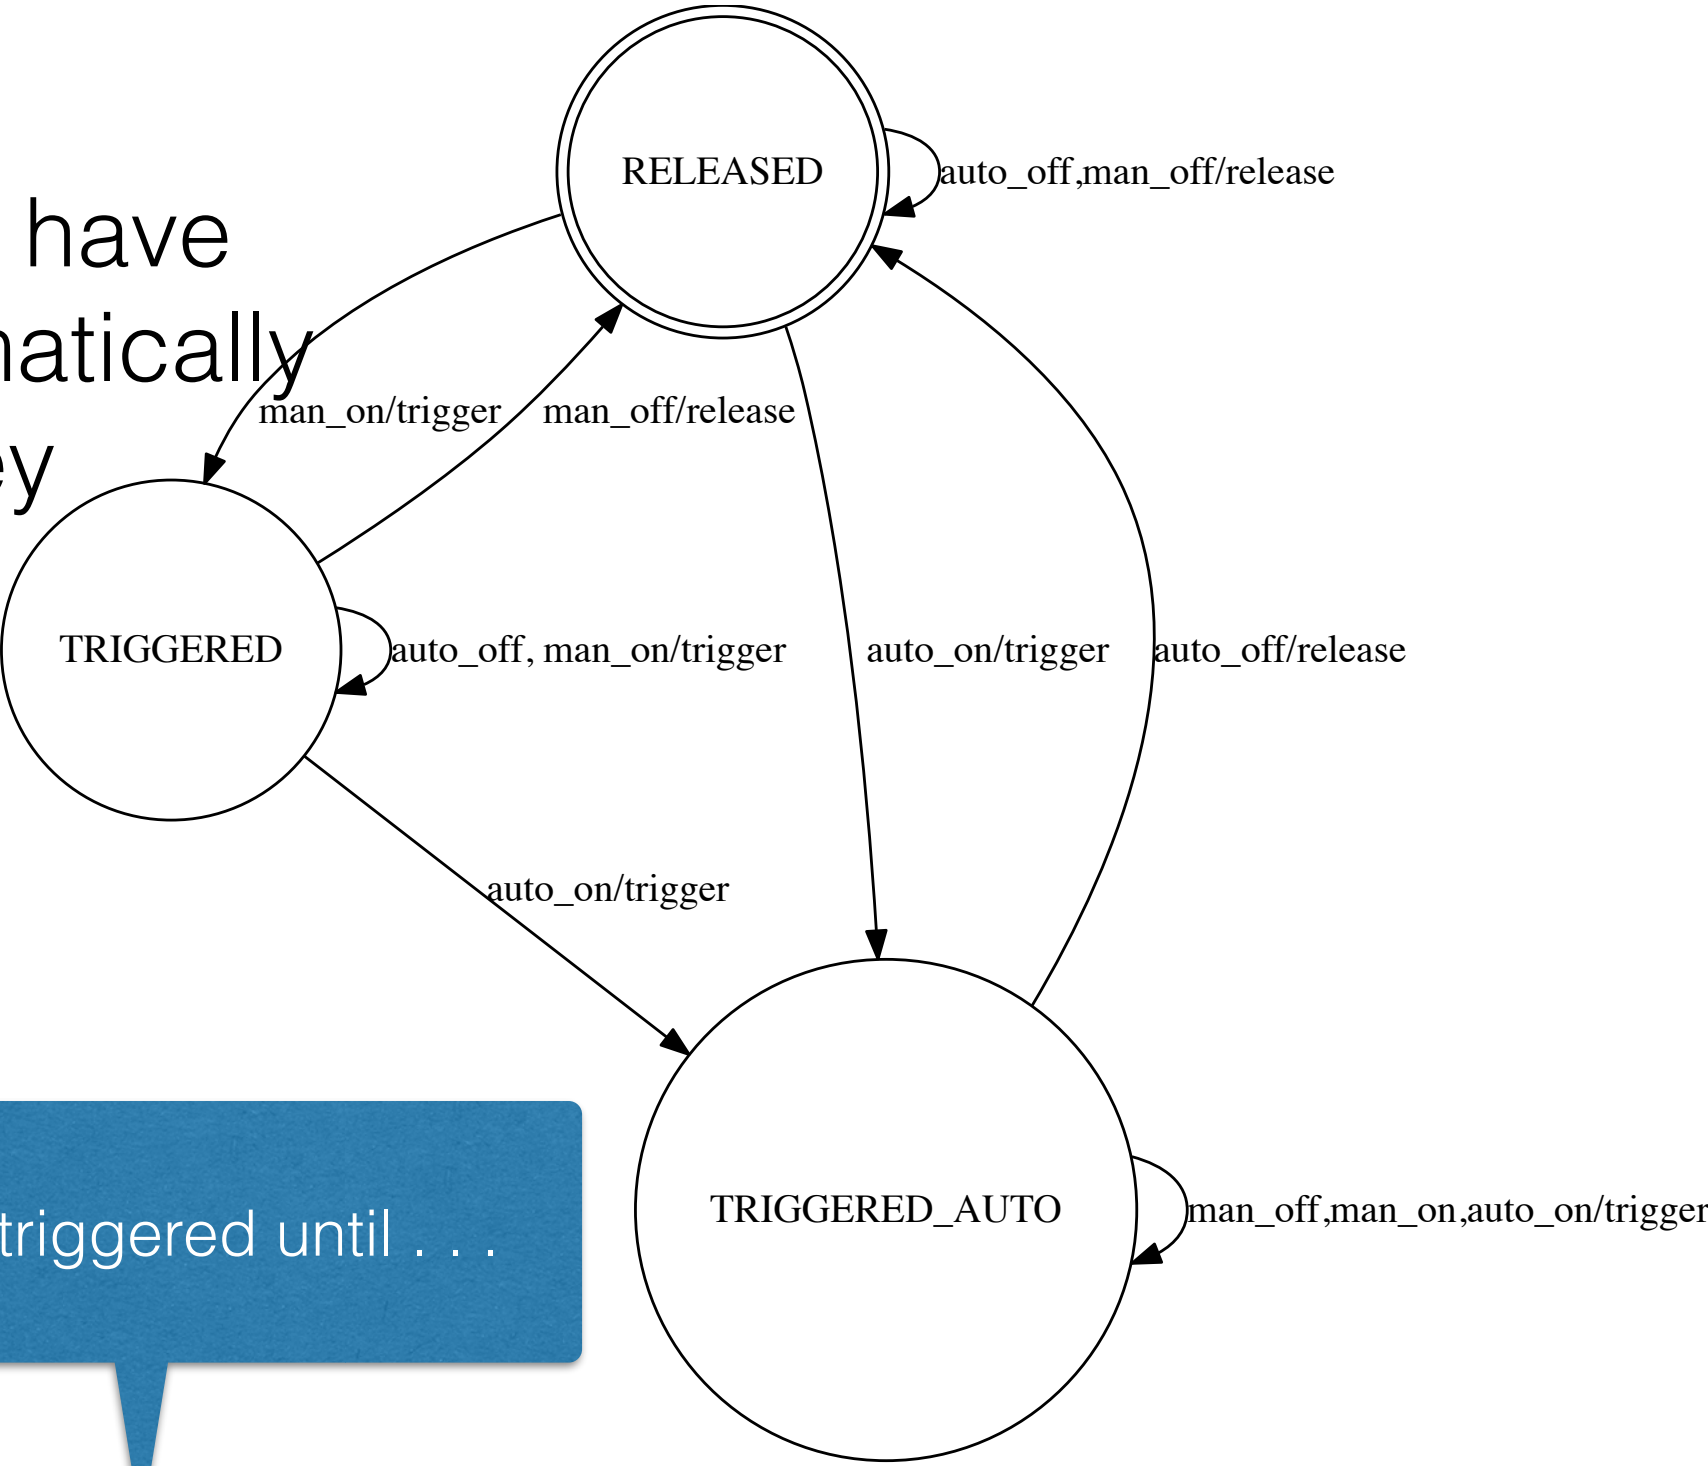 RELEASED
auto_off,man_off/release
have
ey
man_on/trigger
man_off/release
TRIGGERED
auto_off, man_on/trigger
auto_on/trigger
auto_off/release
auto_on/trigger
TRIGGERED_AUTO
man_off,man_on,auto_on/trigger
triggered until . . .